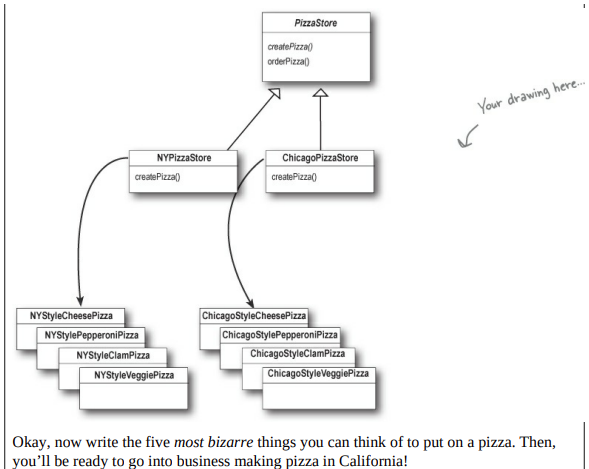 PizzaStore
createPizza()
orderPizza()
Your drawing here...
NYPizzaStore
createPizza()
ChicagoPizzaStore
createPizza()
NYStyleCheesePizza
NYStylePepperoniPizza
NYStyleClamPizza
NYStyleVeggiePizza
ChicagoStyleCheesePizza
ChicagoStylePepperoniPizza
ChicagoStyleClamPizza
ChicagoStyleVeggiePizza
Okay, now write the five most bizarre things you can think of to put on a pizza. Then,
you’ll be ready to go into business making pizza in California!